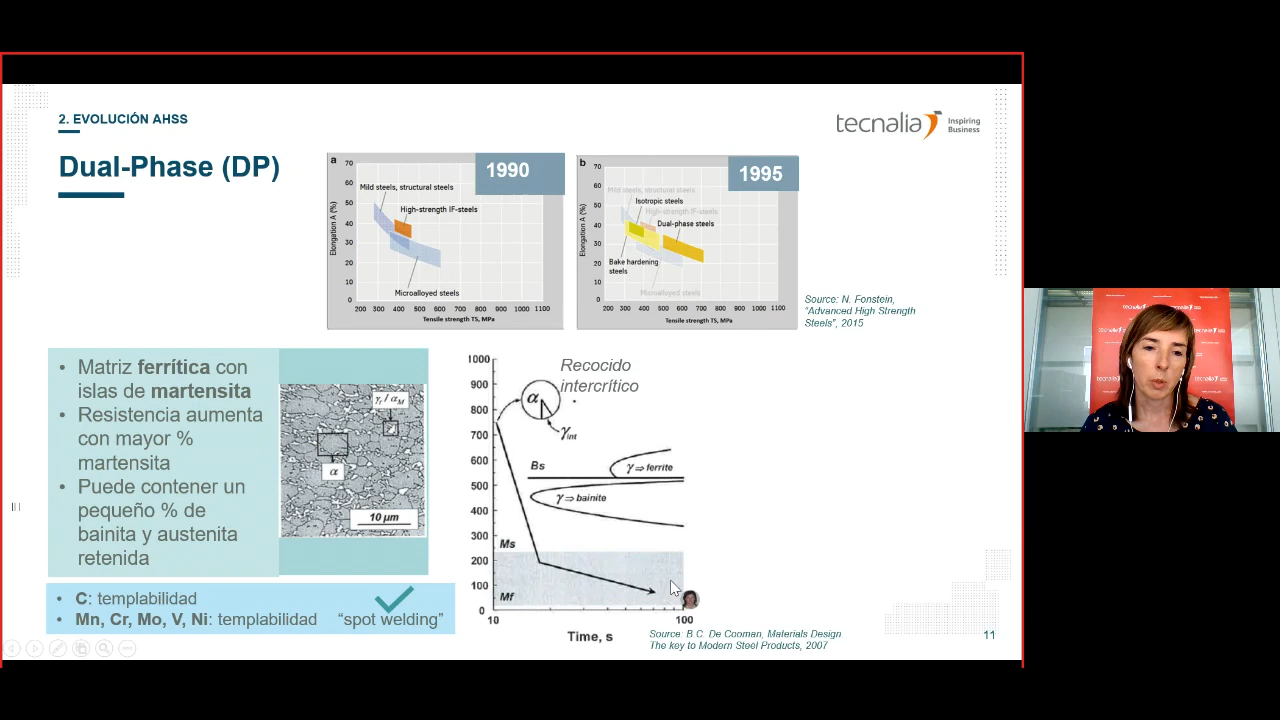 2. EVOLUCIÓN AHSS
tecnalia
Inspiring
Business
Dual-Phase (DP)
a
1990
70
60
50
40
30
20
10
0
Elongation A (%)
Mild steels, structural steels
High-strength IF-steels
Microalloyed steels
200 300 400 500 600 700 800 900 1000 1100
Tensile strength TS, MPa
b
1995
70
60
50
40
30
20
10
0
Elongation A (%)
Mild steels, structural steels
Isotropic steels
High-strength IF-steels
Dual-phase steels
Bake hardening
steels
Microalloyed steels
200 300 400 500 600 700 800 900 1000 1100
Tensile strength TS, MPa
Source: N. Fonstein,
“Advanced High Strength
Steels”, 2015
• Matriz ferrítica con
islas de martensita
• Resistencia aumenta
con mayor %
martensita
• Puede contener un
pequeño % de
bainita y austenita
retenida
α
10 μm
Recocido
intercrítico
1000
900
800
700
600
500
400
300
200
100
0
α
γint
Bs
γ ⇒ ferrite
γ ⇒ bainite
Ms
Mf
10
100
Time, s
• C: templabilidad
• Mn, Cr, Mo, V, Ni: templabilidad
“spot welding”
Source: B.C. De Cooman, Materials Design
The key to Modern Steel Products, 2007
11